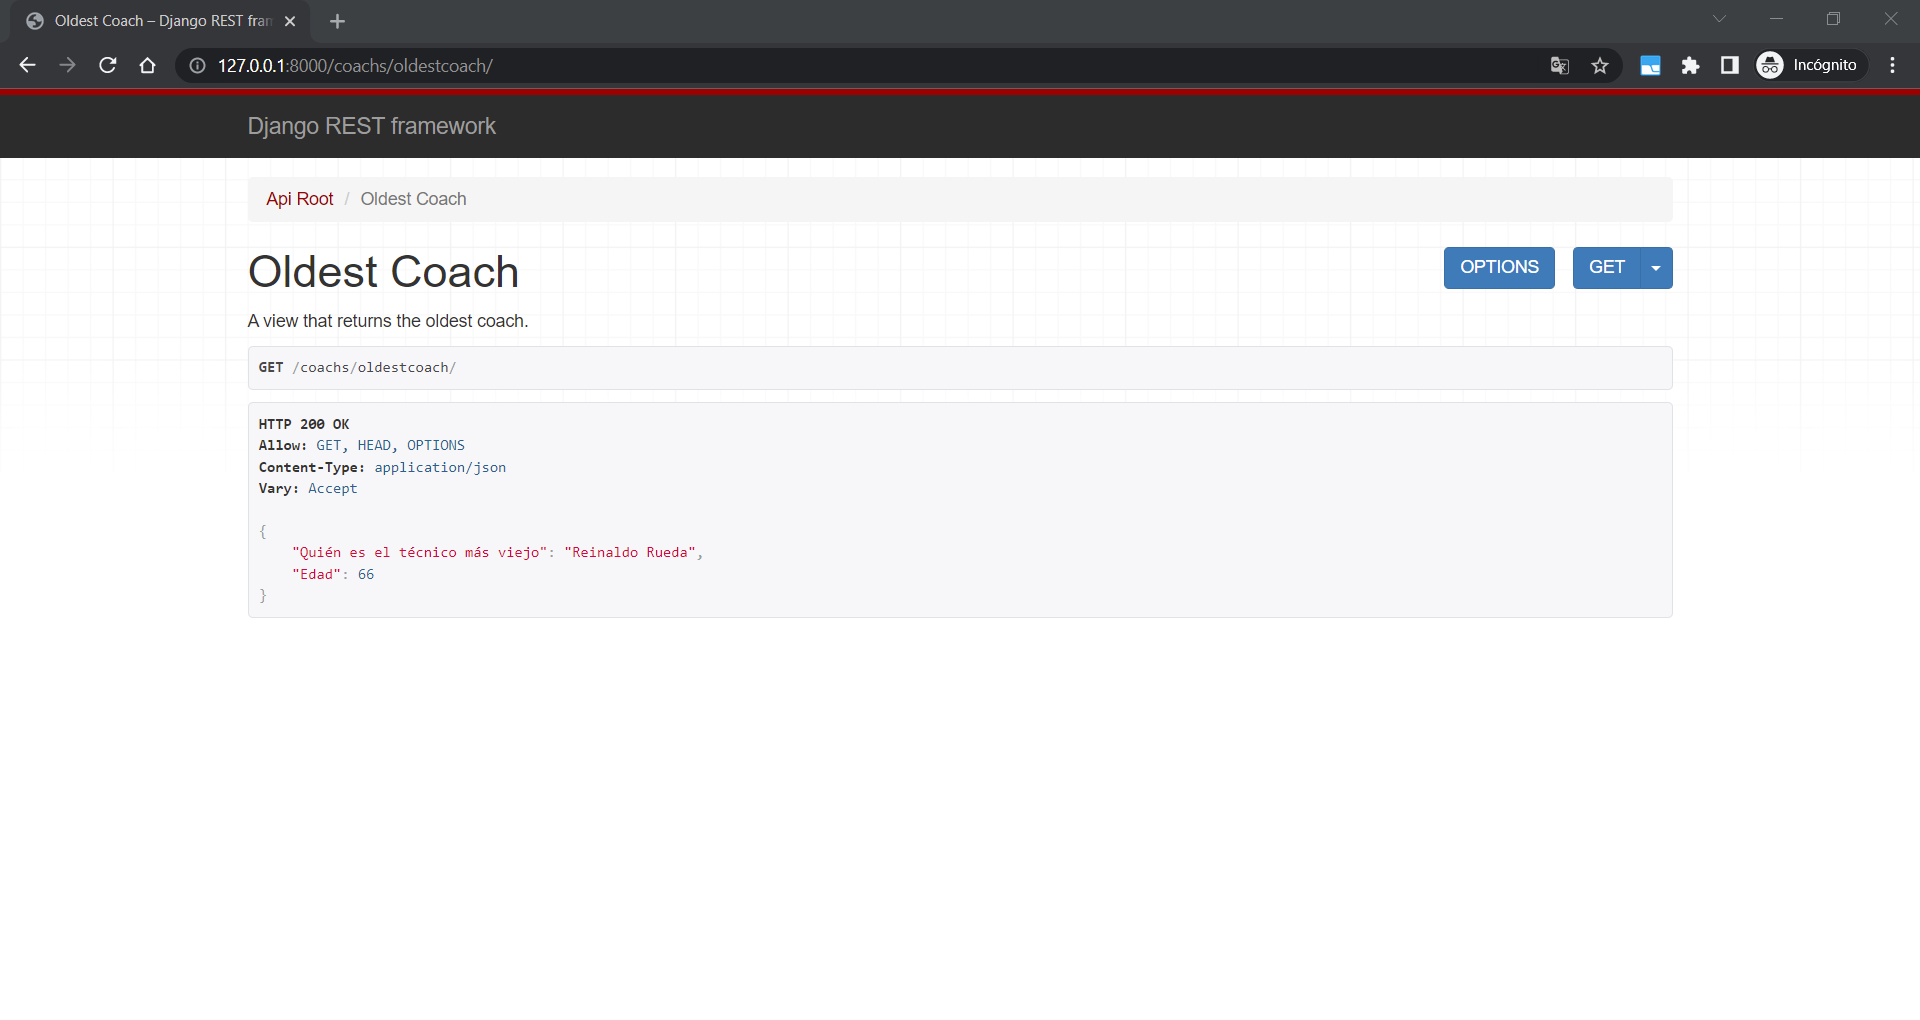 Oldest Coach – Django REST fram
127.0.0.1:8000/coachs/oldestcoach/
Incógnito
Django REST framework
Api Root / Oldest Coach
Oldest Coach
OPTIONS
GET
A view that returns the oldest coach.
GET /coachs/oldestcoach/
HTTP 200 OK
Allow: GET, HEAD, OPTIONS
Content-Type: application/json
Vary: Accept
{
"Quién es el técnico más viejo": "Reinaldo Rueda",
"Edad": 66
}